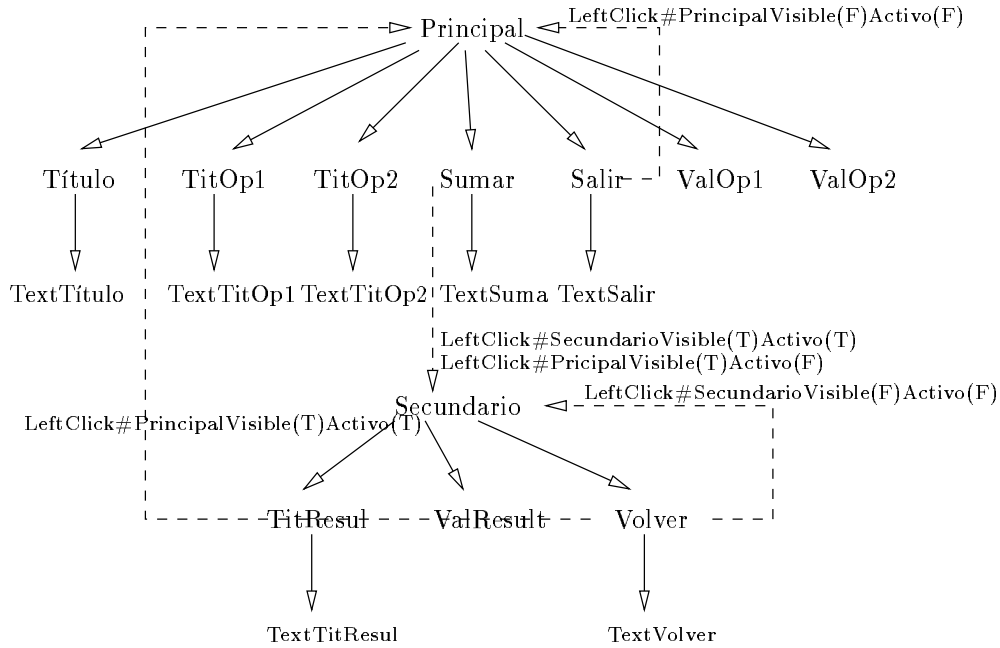 LeftClick#PrincipalVisible(F)Activo(F)
Principal
Título TitOp1 TitOp2 Sumar Salir ValOp1 ValOp2
TextTítulo TextTitOp1 TextTitOp2 TextSuma TextSalir
LeftClick#SecundarioVisible(T)Activo(T)
LeftClick#PricipalVisible(T)Activo(F)
LeftClick#SecundarioVisible(F)Activo(F)
Secundario
LeftClick#PrincipalVisible(T)Activo(T)
TitResul ValResult Volver
TextTitResul TextVolver